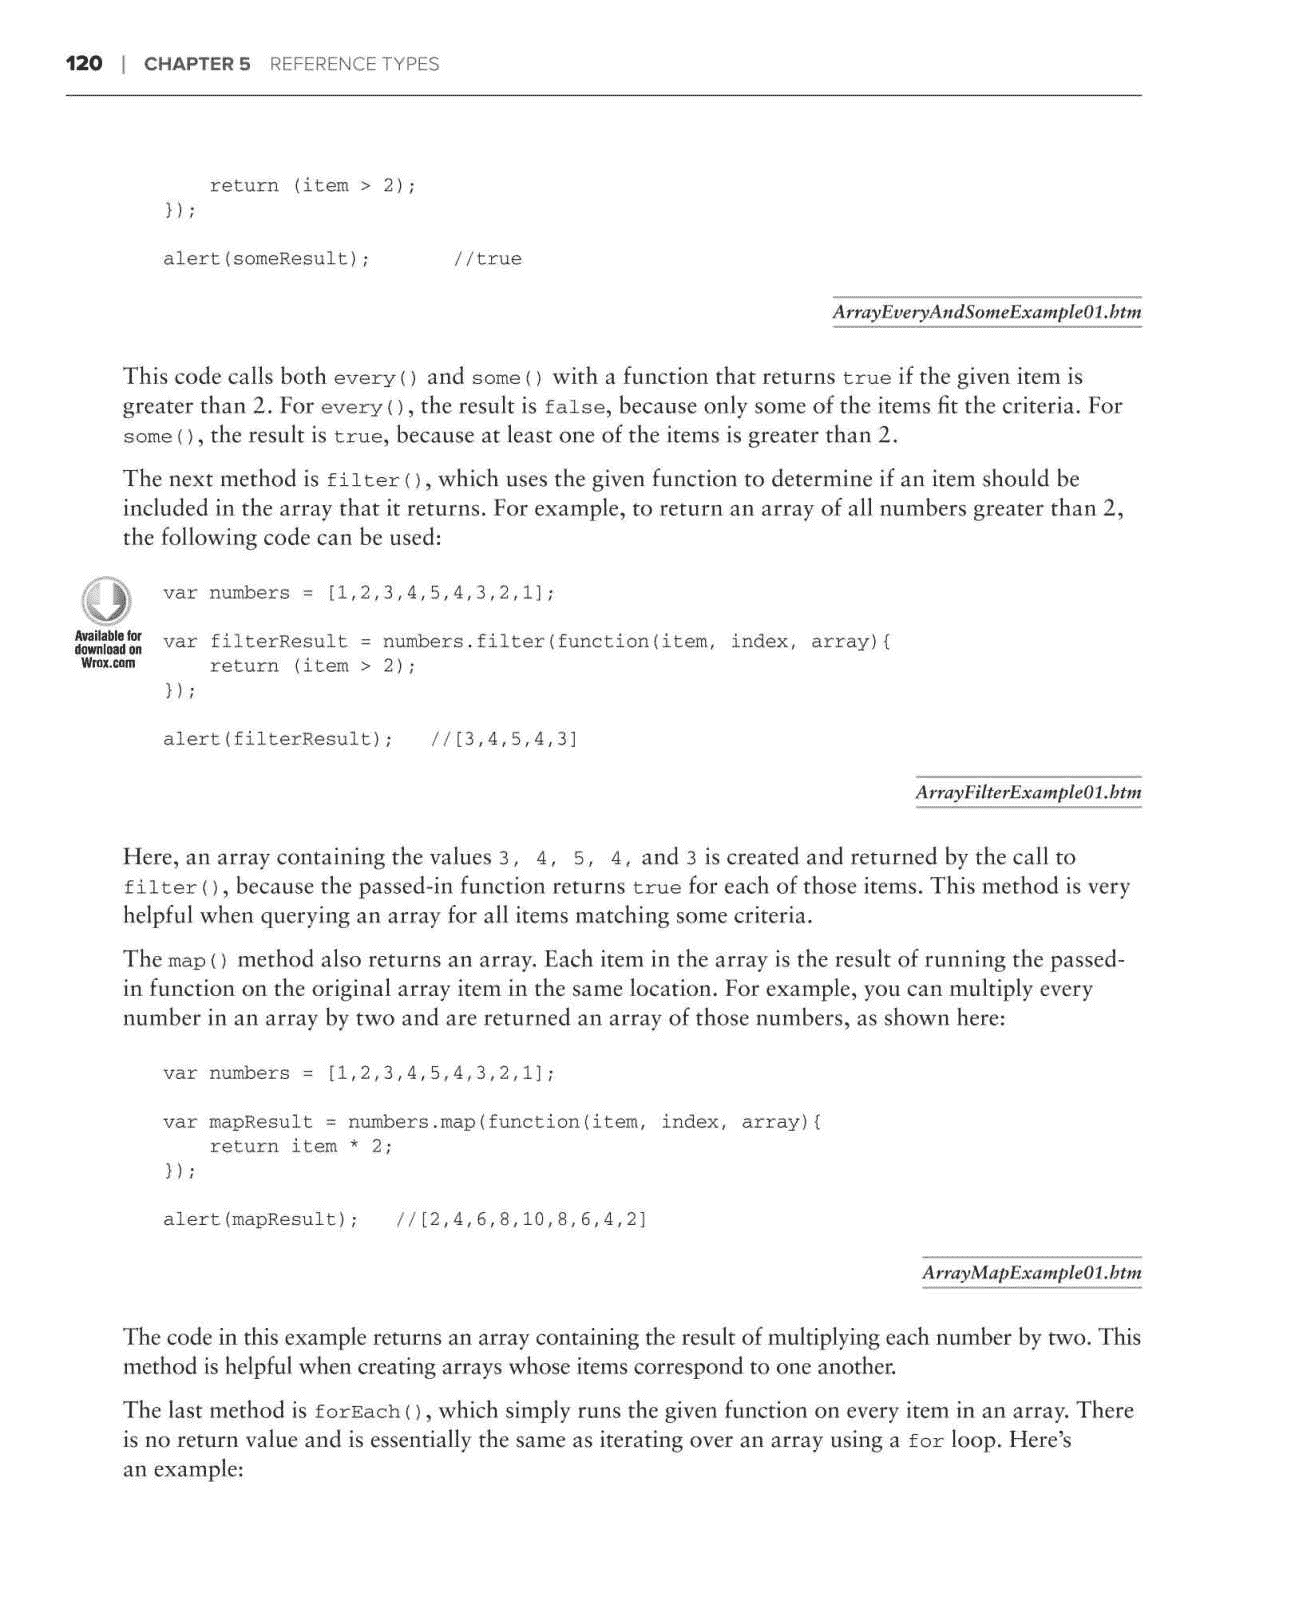 120 | CHAPTER 5 REFERENCE TYPES
return (item > 2);
});
alert(someResult); //true
ArrayEveryAndSomeExample01.htm
This code calls both every() and some() with a function that returns true if the given item is
greater than 2. For every(), the result is false, because only some of the items fit the criteria. For
some(), the result is true, because at least one of the items is greater than 2.
The next method is filter(), which uses the given function to determine if an item should be
included in the array that it returns. For example, to return an array of all numbers greater than 2,
the following code can be used:
var numbers = [1,2,3,4,5,4,3,2,1];
Available for
download on
Wrox.com
var filterResult = numbers.filter(function(item, index, array){
return (item > 2);
});
alert(filterResult); //[3,4,5,4,3]
ArrayFilterExample01.htm
Here, an array containing the values 3, 4, 5, 4, and 3 is created and returned by the call to
filter(), because the passed-in function returns true for each of those items. This method is very
helpful when querying an array for all items matching some criteria.
The map() method also returns an array. Each item in the array is the result of running the passed-
in function on the original array item in the same location. For example, you can multiply every
number in an array by two and are returned an array of those numbers, as shown here:
var numbers = [1,2,3,4,5,4,3,2,1];
var mapResult = numbers.map(function(item, index, array){
return item * 2;
});
alert(mapResult); //[2,4,6,8,10,8,6,4,2]
ArrayMapExample01.htm
The code in this example returns an array containing the result of multiplying each number by two. This
method is helpful when creating arrays whose items correspond to one another.
The last method is forEach(), which simply runs the given function on every item in an array. There
is no return value and is essentially the same as iterating over an array using a for loop. Here's
an example: